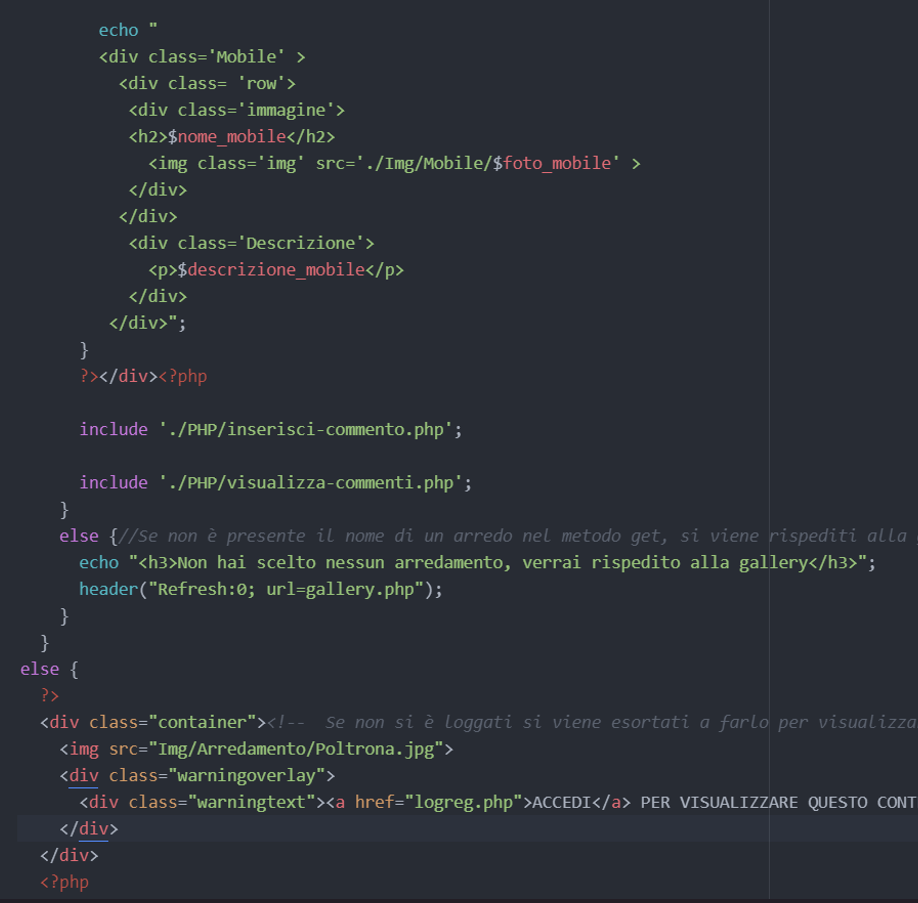 echo "
<div class='Mobile' >
<div class= 'row'>
<div class='immagine'>
<h2>$nome_mobile</h2>
<img class='img' src='./Img/Mobile/$foto_mobile' >
</div>
</div>
<div class='Descrizione'>
<p>$descrizione_mobile</p>
</div>
</div>";
}
?></div><?php
include './PHP/inserisci-commento.php';
include './PHP/visualizza-commenti.php';
}
else {//Se non è presente il nome di un arredo nel metodo get, si viene rispediti alla
echo "<h3>Non hai scelto nessun arredamento, verrai rispedito alla gallery</h3>";
header("Refresh:0; url=gallery.php");
}
}
else {
?>
<div class="container"><!--  Se non si è loggati si viene esortati a farlo per visualizza
<img src="Img/Arredamento/Poltrona.jpg">
<div class="warningoverlay">
<div class="warningtext"><a href="logreg.php">ACCEDI</a> PER VISUALIZZARE QUESTO CONT
</div>
</div>
<?php